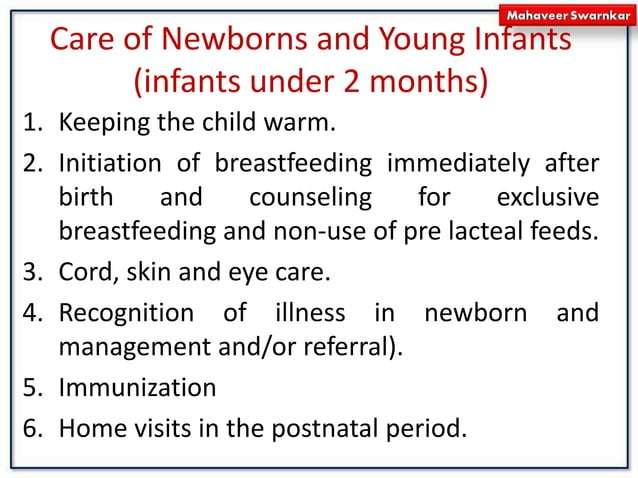 Mahaveer Swarnkar
Care of Newborns and Young Infants
(infants under 2 months)
1. Keeping the child warm.
2. Initiation of breastfeeding immediately after
birth and counseling for exclusive
breastfeeding and non-use of pre lacteal feeds.
3. Cord, skin and eye care.
4. Recognition of illness in newborn and
management and/or referral).
5. Immunization
6. Home visits in the postnatal period.